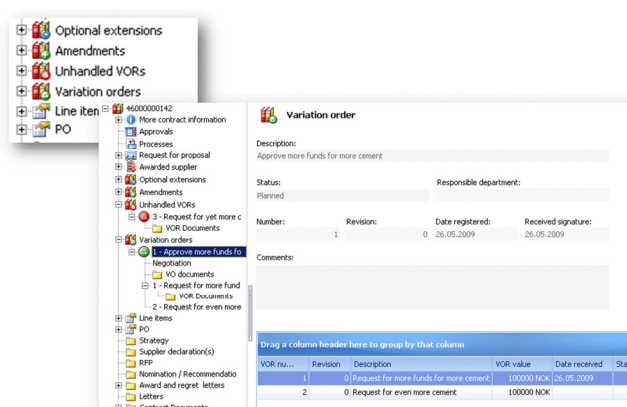 Optional extensions
Amendments
Unhandled VORs
Variation orders
Line iten
PO
46000000142
More contract information
Approvals
Processes
Request for proposal
Awarded supplier
Optional extensions
Amendments
Unhandled VORs
3 - Request for yet more c
VOR Documents
Variation orders
1 - Approve more funds fo
Negotiation
VO documents
1 - Request for more fund
VOR Documents
2 - Request for even more
Line items
PO
Strategy
Supplier declaration(s)
RFP
Nomination / Recommendatio
Award and regret letters
Letters
Contract Documents
Variation order
Description:
Approve more funds for more cement
Status:
Responsible department:
Planned
Number:
Revision:
Date registered:
Received signature:
1
0
26.05.2009
26.05.2009
Comments:
Drag a column header here to group by that column
VOR nu... Revision Description VOR value Date received Sta
1 0 Request for more funds for more cement 100000 NOK 26.05.2009
2 0 Request for even more cement 100000 NOK